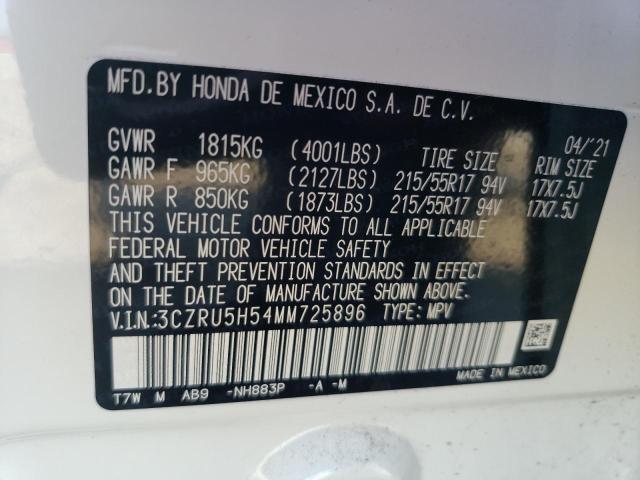 MFD.BY HONDA DE MEXICO S.A. DE C.V.
04/'21
GVWR 1815KG (4001LBS) TIRE SIZE RIM SIZE
GAWR F 965KG (2127LBS) 215/55R17 94V 17X7.5J
GAWR R 850KG (1873LBS) 215/55R17 94V 17X7.5J
THIS VEHICLE CONFORMS TO ALL APPLICABLE
FEDERAL MOTOR VEHICLE SAFETY
AND THEFT PREVENTION STANDARDS IN EFFECT
ON THE DATE OF MANUFACTURE SHOWN ABOVE.
V.I.N.:3CZRU5H54MM725896 TYPE: MPV
T7W M AB9 -NH883P -A -M
MADE IN MEXICO